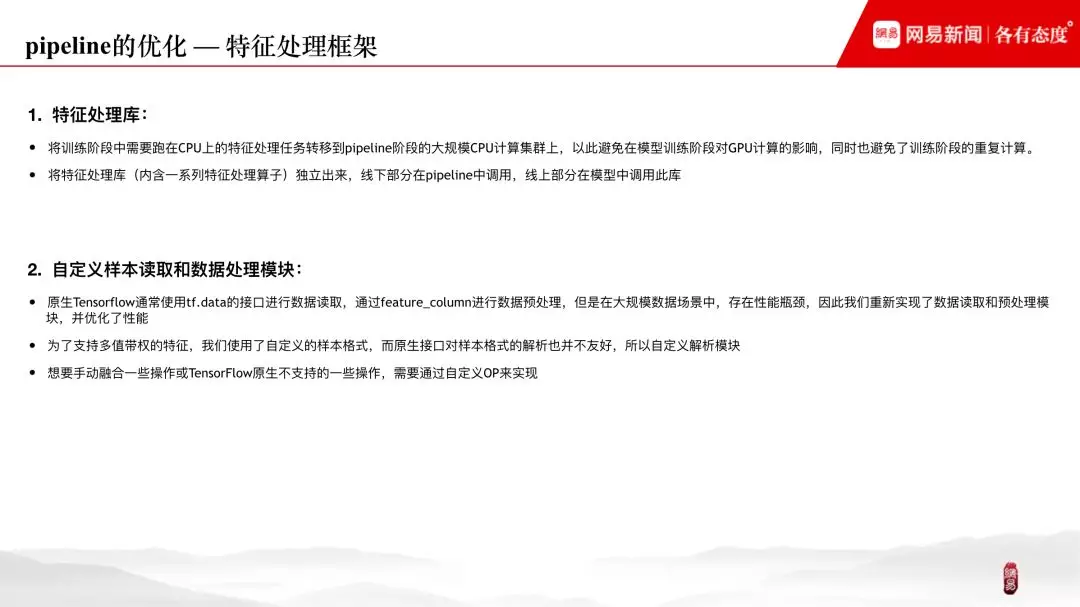 pipeline的优化 — 特征处理框架
網易 网易新闻 | 各有态度°
1. 特征处理库：
• 将训练阶段中需要跑在CPU上的特征处理任务转移到pipeline阶段的大规模CPU计算集群上，以此避免在模型训练阶段对GPU计算的影响，同时也避免了训练阶段的重复计算。
• 将特征处理库（内含一系列特征处理算子）独立出来，线下部分在pipeline中调用，线上部分在模型中调用此库
2. 自定义样本读取和数据处理模块：
• 原生Tensorflow通常使用tf.data的接口进行数据读取，通过feature_column进行数据预处理，但是在大规模数据场景中，存在性能瓶颈，因此我们重新实现了数据读取和预处理模
块，并优化了性能
• 为了支持多值带权的特征，我们使用了自定义的样本格式，而原生接口对样本格式的解析也并不友好，所以自定义解析模块
• 想要手动融合一些操作或TensorFlow原生不支持的一些操作，需要通过自定义OP来实现
網易